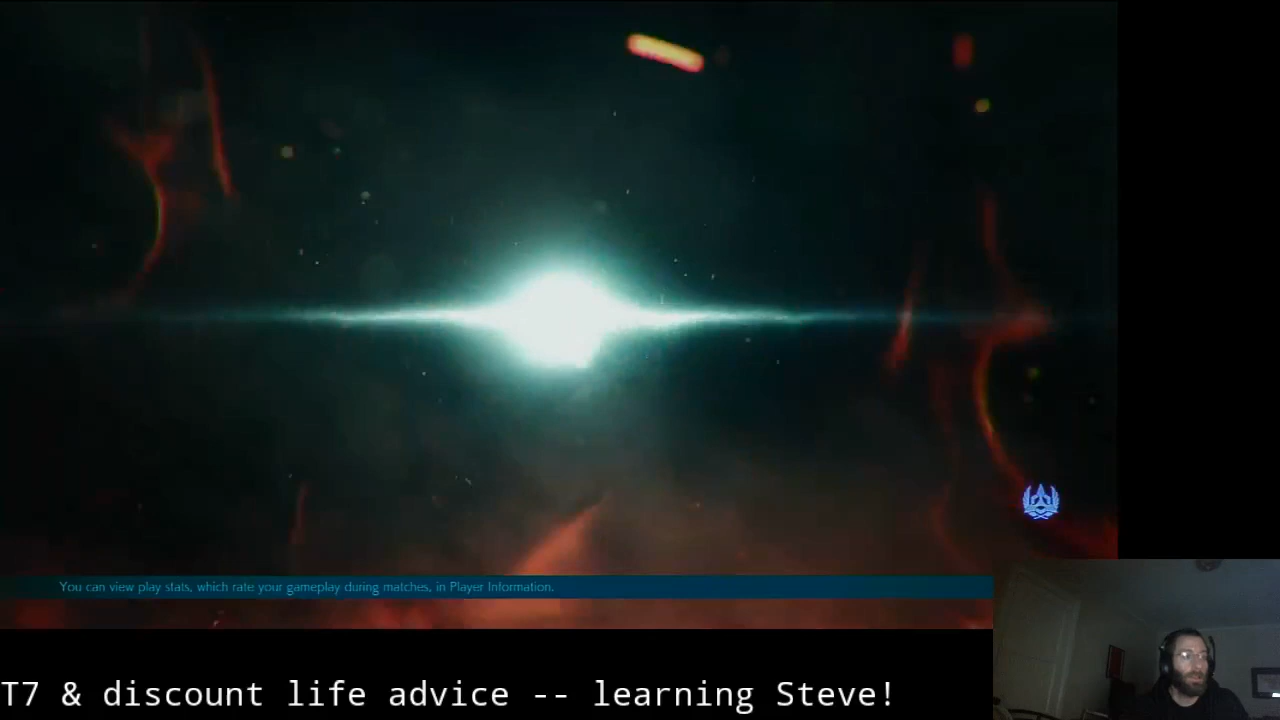 You can view play stats, which rate your gameplay during matches, in Player Information.
T7 & discount life advice -- learning Steve!